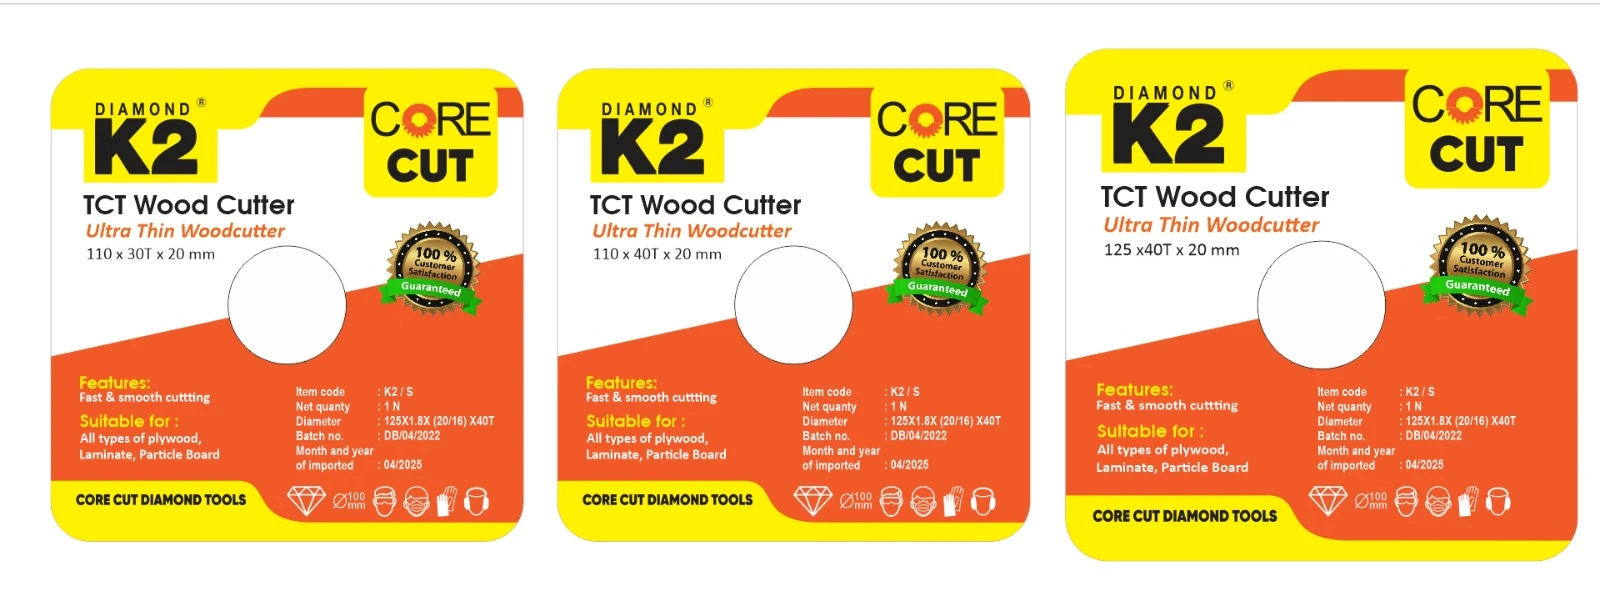 DIAMOND ®
K2
CORE
CUT
TCT Wood Cutter
Ultra Thin Woodcutter
110 x 30T x 20 mm
100 %
Customer
Satisfaction
Guaranteed
Features:
Fast & smooth cuttting
Suitable for :
All types of plywood,
Laminate, Particle Board
Item code : K2 / S
Net quanty : 1 N
Diameter : 125X1.8X (20/16) X40T
Batch no. : DB/04/2022
Month and year
of imported : 04/2025
CORE CUT DIAMOND TOOLS
Ø100
mm
DIAMOND ®
K2
CORE
CUT
TCT Wood Cutter
Ultra Thin Woodcutter
110 x 40T x 20 mm
100 %
Customer
Satisfaction
Guaranteed
Features:
Fast & smooth cuttting
Suitable for :
All types of plywood,
Laminate, Particle Board
Item code : K2 / S
Net quanty : 1 N
Diameter : 125X1.8X (20/16) X40T
Batch no. : DB/04/2022
Month and year
of imported : 04/2025
CORE CUT DIAMOND TOOLS
Ø100
mm
DIAMOND ®
K2
CORE
CUT
TCT Wood Cutter
Ultra Thin Woodcutter
125 x40T x 20 mm
100 %
Customer
Satisfaction
Guaranteed
Features:
Fast & smooth cuttting
Suitable for :
All types of plywood,
Laminate, Particle Board
Item code : K2 / S
Net quanty : 1 N
Diameter : 125X1.8X (20/16) X40T
Batch no. : DB/04/2022
Month and year
of imported : 04/2025
CORE CUT DIAMOND TOOLS
Ø100
mm